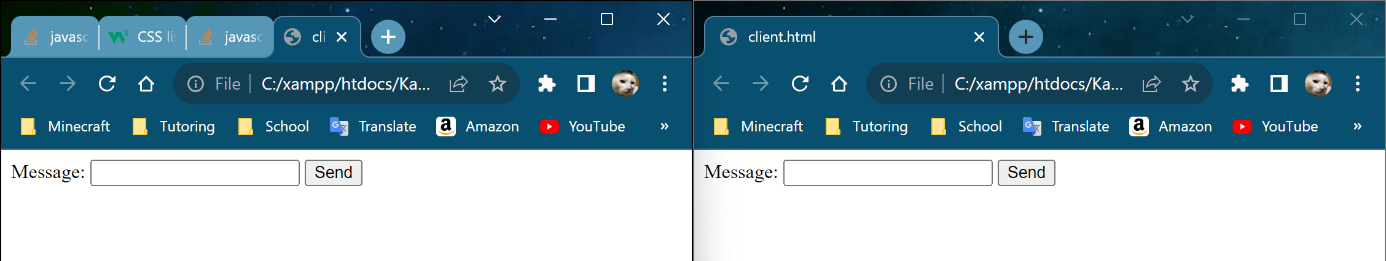 javasc CSS li javasc cli
File C:/xampp/htdocs/Ka...
Minecraft Tutoring School Translate Amazon YouTube »
Message: Send
client.html
File C:/xampp/htdocs/Ka...
Minecraft Tutoring School Translate Amazon YouTube »
Message: Send